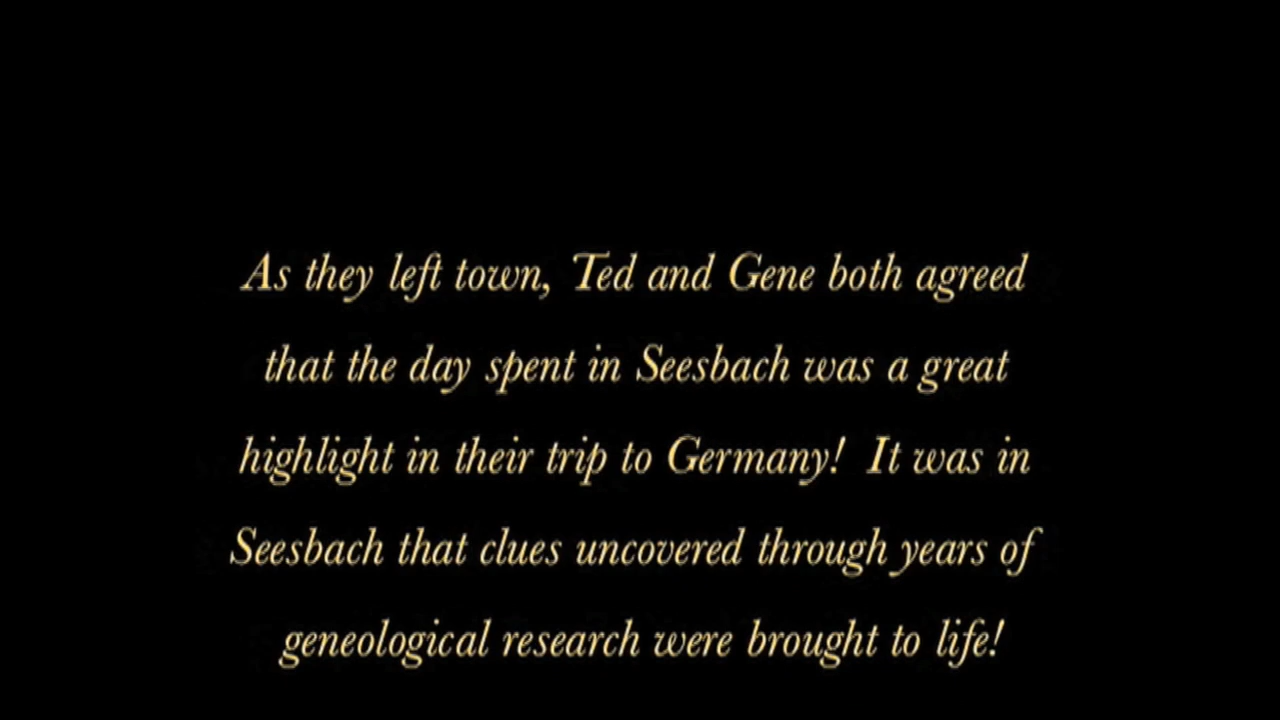 As they left town, Ted and Gene both agreed
that the day spent in Seesbach was a great
highlight in their trip to Germany!  It was in
Seesbach that clues uncovered through years of
geneological research were brought to life!